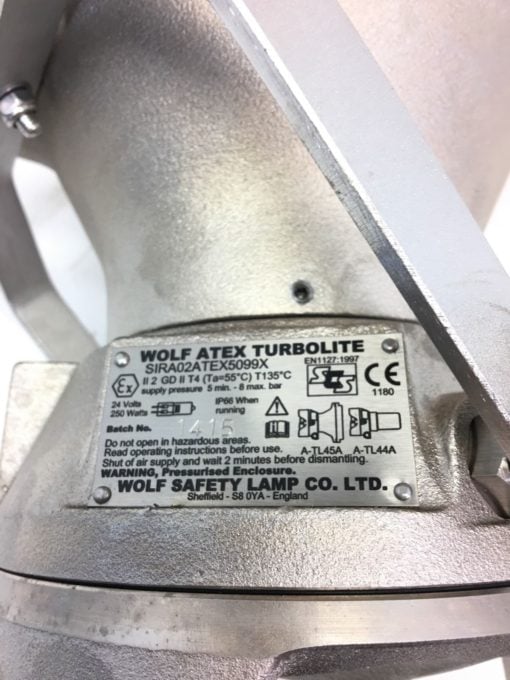 WOLF ATEX TURBOLITE
SIRA02ATEX5099X
EN1127:1997
Ex II 2 GD II T4 (Ta=55°C) T135°C
supply pressure 5 min. - 8 max. bar
SCS
CE
1180
24 Volts
250 Watts
IP66 When
running
Batch No. 1415
A-TL45A A-TL44A
Do not open in hazardous areas.
Read operating instructions before use.
Shut of air supply and wait 2 minutes before dismantling.
WARNING, Pressurised Enclosure.
WOLF SAFETY LAMP CO. LTD.
Sheffield - S8 0YA - England